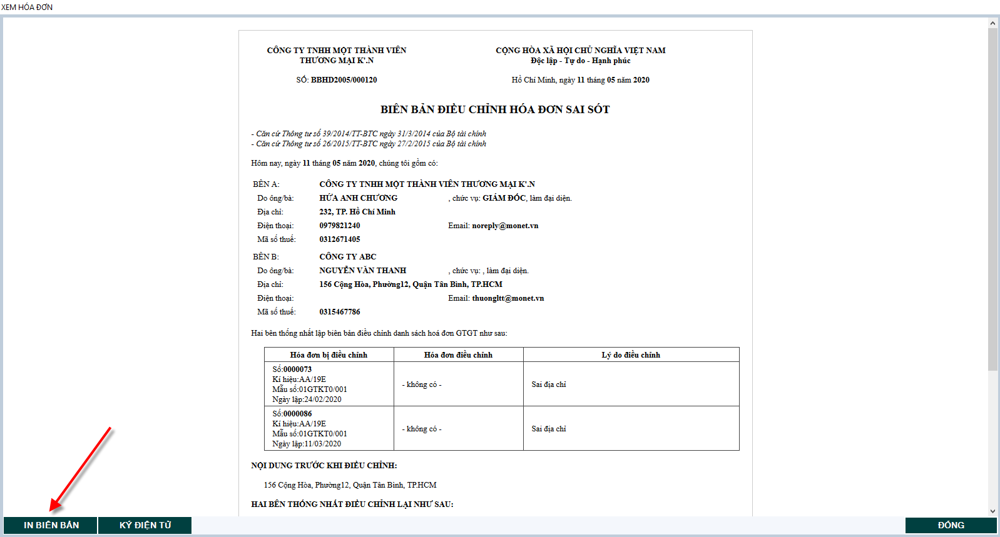 XEM HÓA ĐƠN
CÔNG TY TNHH MỘT THÀNH VIÊN
THƯƠNG MẠI K'.N
CỘNG HÒA XÃ HỘI CHỦ NGHĨA VIỆT NAM
Độc lập - Tự do - Hạnh phúc
SỐ: BBHD2005/000120
Hồ Chí Minh, ngày 11 tháng 05 năm 2020
BIÊN BẢN ĐIỀU CHỈNH HÓA ĐƠN SAI SÓT
- Căn cứ Thông tư số 39/2014/TT-BTC ngày 31/3/2014 của Bộ tài chính
- Căn cứ Thông tư số 26/2015/TT-BTC ngày 27/2/2015 của Bộ tài chính
Hôm nay, ngày 11 tháng 05 năm 2020, chúng tôi gồm có:
BÊN A: CÔNG TY TNHH MỘT THÀNH VIÊN THƯƠNG MẠI K'.N
Do ông/bà: HỨA ANH CHƯƠNG , chức vụ: GIÁM ĐỐC, làm đại diện.
Địa chỉ: 232, TP. Hồ Chí Minh
Điện thoại: 0979821240 Email: noreply@monet.vn
Mã số thuế: 0312671405
BÊN B: CÔNG TY ABC
Do ông/bà: NGUYỄN VĂN THANH , chức vụ: , làm đại diện.
Địa chỉ: 156 Cộng Hòa, Phường12, Quận Tân Bình, TP.HCM
Điện thoại: Email: thuongltt@monet.vn
Mã số thuế: 0315467786
Hai bên thống nhất lập biên bản điều chỉnh danh sách hoá đơn GTGT như sau:
Hóa đơn bị điều chỉnh Hóa đơn điều chỉnh Lý do điều chỉnh
Số:0000073
Kí hiệu:AA/19E
Mẫu số:01GTKT0/001
Ngày lập:24/02/2020
- không có -
Sai địa chỉ
Số:0000086
Kí hiệu:AA/19E
Mẫu số:01GTKT0/001
Ngày lập:11/03/2020
- không có -
Sai địa chỉ
NỘI DUNG TRƯỚC KHI ĐIỀU CHỈNH:
156 Cộng Hòa, Phường12, Quận Tân Bình, TP.HCM
HAI BÊN THỐNG NHẤT ĐIỀU CHỈNH LẠI NHƯ SAU:
IN BIÊN BẢN KÝ ĐIỆN TỬ ĐÓNG